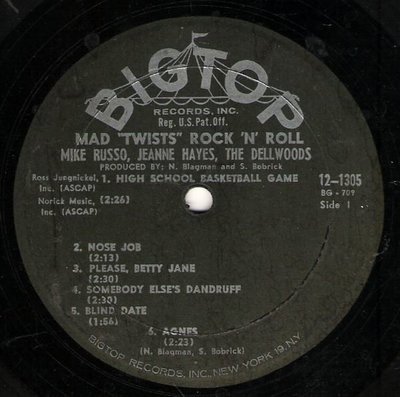 BIGTOP
RECORDS, INC.
Reg. U.S. Pat. Off.
MAD "TWISTS" ROCK 'N' ROLL
MIKE RUSSO, JEANNE HAYES, THE DELLWOODS
PRODUCED BY: N. Blagman and S. Bobrick
Ross Jungnickel, 1. HIGH SCHOOL BASKETBALL GAME
Inc. (ASCAP)
Norick Music, (2:26)
Inc. (ASCAP)
12-1305
BG - 709
Side 1
2. NOSE JOB
(2:13)
3. PLEASE, BETTY JANE
(2:30)
4. SOMEBODY ELSE'S DANDRUFF
(2:30)
5. BLIND DATE
(1:56)
6. AGNES
(2:23)
(N. Blagman, S. Bobrick)
BIGTOP RECORDS, INC., NEW YORK 19, N.Y.